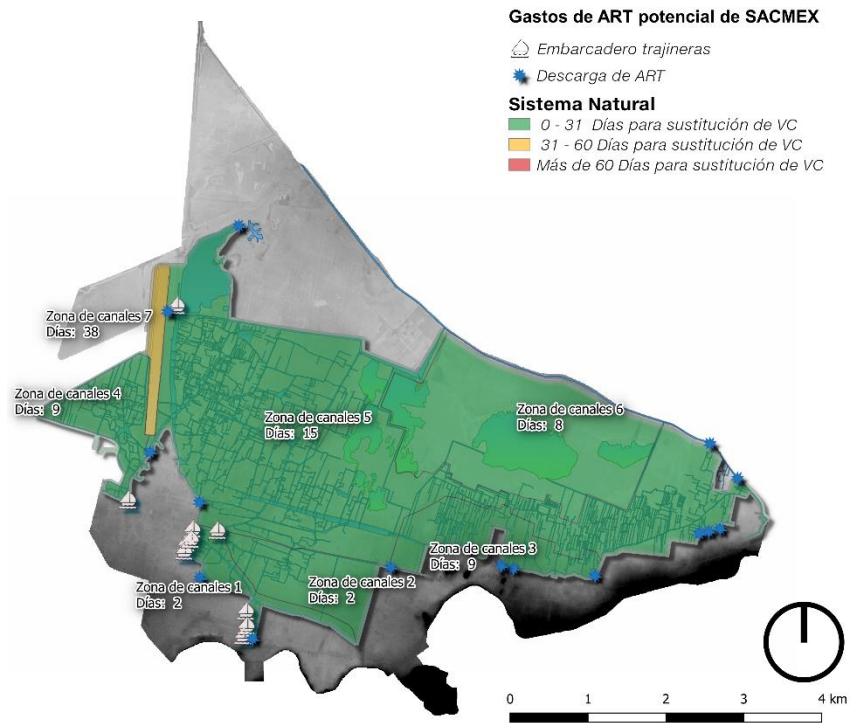 Gastos de ART potencial de SACMEX
Embarcadero trajineras
Descarga de ART
Sistema Natural
0 - 31 Días para sustitución de VC
31 - 60 Días para sustitución de VC
Más de 60 Días para sustitución de VC
Zona de canales 7
Días: 38
Zona de canales 4
Días: 9
Zona de canales 5
Días: 15
Zona de canales 6
Días: 8
Zona de canales 3
Días: 9
Zona de canales 1
Días: 2
Zona de canales 2
Días: 2
0 1 2 3 4 km